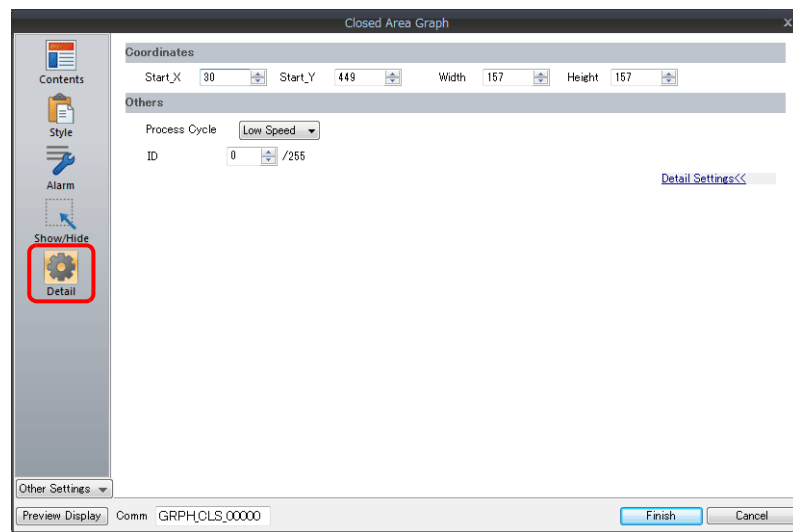 Closed Area Graph
Contents
Style
Alarm
Show/Hide
Detail
Coordinates
Start_X 30 Start_Y 449 Width 157 Height 157
Others
Process Cycle Low Speed
ID 0 /255
Detail Settings<<
Other Settings
Preview Display Comm GRPH_CLS_00000 Finish Cancel